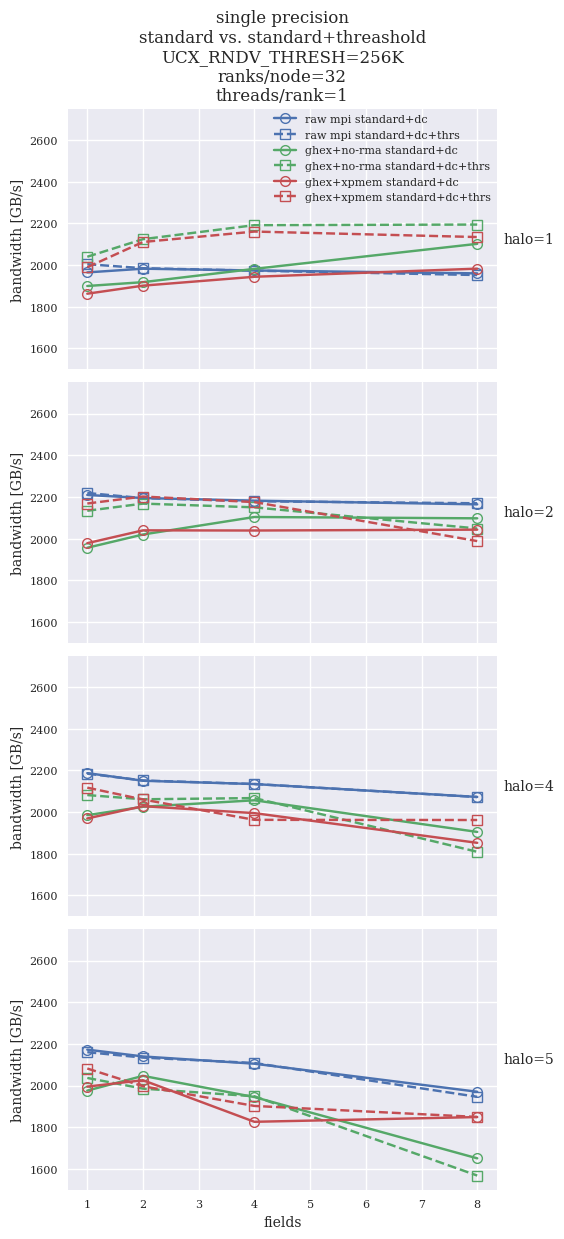 single precision
standard vs. standard+threashold
UCX_RNDV_THRESH=256K
ranks/node=32
threads/rank=1
raw mpi standard+dc
raw mpi standard+dc+thrs
ghex+no-rma standard+dc
ghex+no-rma standard+dc+thrs
ghex+xpmem standard+dc
ghex+xpmem standard+dc+thrs
2600
2400
2200
2000
1800
1600
bandwidth [GB/s]
halo=1
2600
2400
2200
2000
1800
1600
bandwidth [GB/s]
halo=2
2600
2400
2200
2000
1800
1600
bandwidth [GB/s]
halo=4
2600
2400
2200
2000
1800
1600
bandwidth [GB/s]
halo=5
1 2 3 4 5 6 7 8
fields